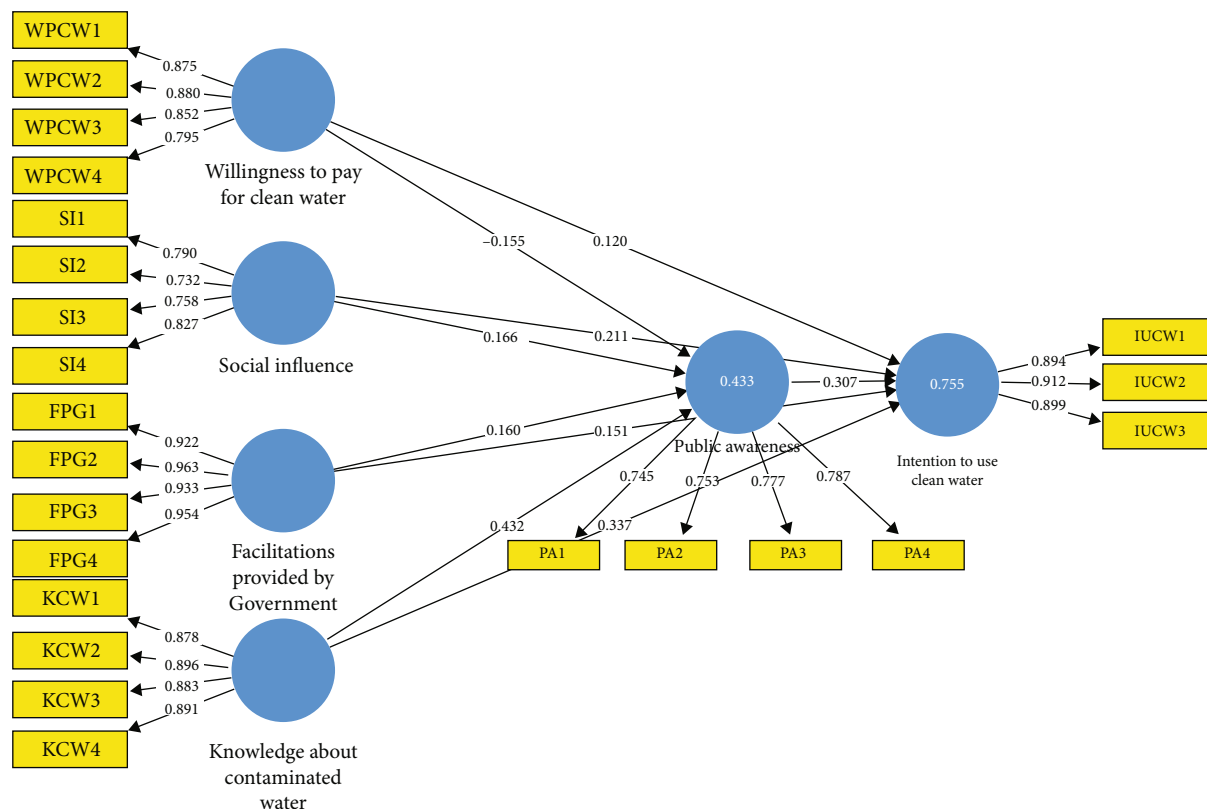 WPCW1
WPCW2
WPCW3
WPCW4
0.875
0.880
0.852
0.795
Willingness to pay
for clean water
SI1
SI2
SI3
SI4
0.790
0.732
0.758
0.827
Social influence
FPG1
FPG2
FPG3
FPG4
0.922
0.963
0.933
0.954
Facilitations
provided by
Government
KCW1
KCW2
KCW3
KCW4
0.878
0.896
0.883
0.891
Knowledge about
contaminated
water
–0.155
0.120
0.166
0.211
0.160
0.151
0.432
0.337
0.433
0.307
Public awareness
0.745
0.753
0.777
0.787
PA1
PA2
PA3
PA4
0.755
Intention to use
clean water
0.894
0.912
0.899
IUCW1
IUCW2
IUCW3